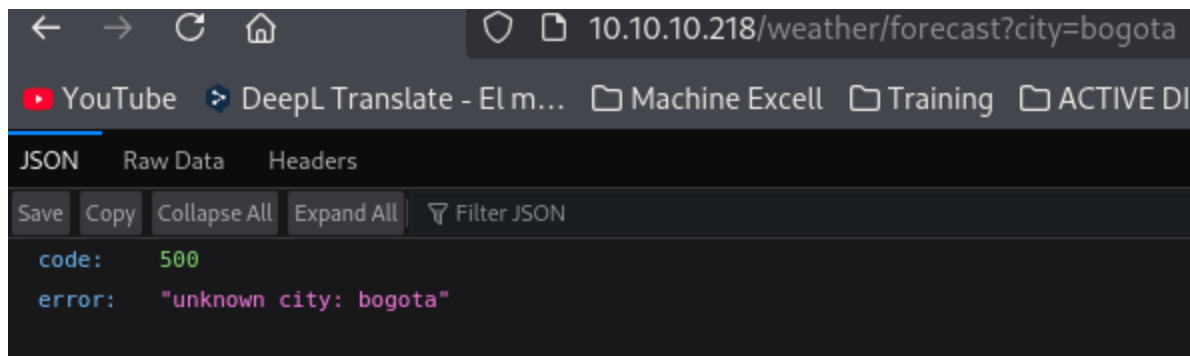 10.10.10.218/weather/forecast?city=bogota
YouTube DeepL Translate - El m... Machine Excell Training ACTIVE DI
JSON Raw Data Headers
Save Copy Collapse All Expand All Filter JSON
code: 500
error: "unknown city: bogota"